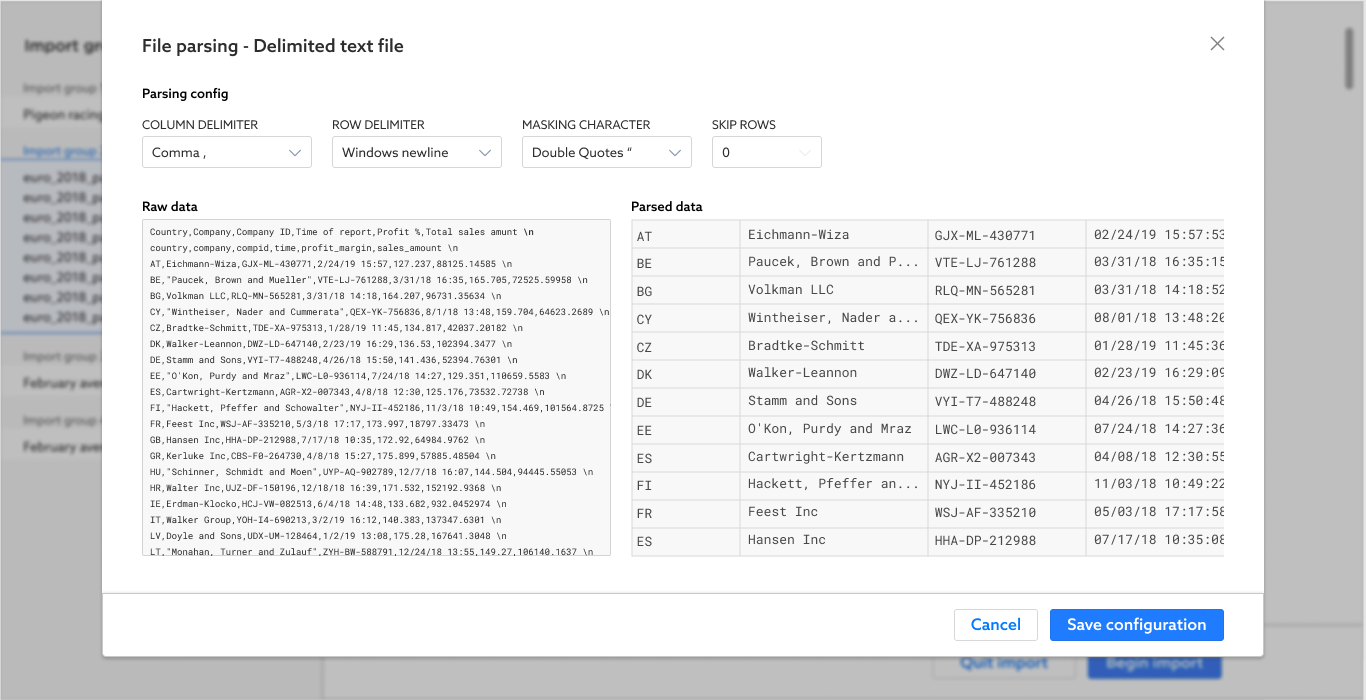 File parsing - Delimited text file
Parsing config
COLUMN DELIMITER ROW DELIMITER MASKING CHARACTER SKIP ROWS
Comma , Windows newline Double Quotes “ 0
Raw data
Country,Company,Company ID,Time of report,Profit %,Total sales amunt \n
country,company,compid,time,profit_margin,sales_amount \n
AT,Eichmann-Wiza,GJX-ML-430771,2/24/19 15:57,127.237,88125.14585 \n
BE,"Paucek, Brown and Mueller",VTE-LJ-761288,3/31/18 16:35,165.705,72525.59958 \n
BG,Volkman LLC,RLQ-MN-565281,3/31/18 14:18,164.207,96731.35634 \n
CY,"Wintheiser, Nader and Cummerata",QEX-YK-756836,8/1/18 13:48,159.704,64623.2689 \n
CZ,Bradtke-Schmitt,TDE-XA-975313,1/28/19 11:45,134.817,42037.20182 \n
DK,Walker-Leannon,DWZ-LD-647140,2/23/19 16:29,136.53,102394.3477 \n
DE,Stamm and Sons,VYI-T7-488248,4/26/18 15:50,141.436,52394.76301 \n
EE,"O'Kon, Purdy and Mraz",LWC-L0-936114,7/24/18 14:27,129.351,110659.5583 \n
ES,Cartwright-Kertzmann,AGR-X2-007343,4/8/18 12:30,125.176,73532.72738 \n
FI,"Hackett, Pfeffer and Schowalter",NYJ-II-452186,11/3/18 10:49,154.469,101564.8725
FR,Feest Inc,WSJ-AF-335210,5/3/18 17:17,173.997,18797.33473 \n
GB,Hansen Inc,HHA-DP-212988,7/17/18 10:35,172.92,64984.9762 \n
GR,Kerluke Inc,CBS-F0-264730,4/8/18 15:27,175.899,57885.48504 \n
HU,"Schinner, Schmidt and Moen",UYP-AQ-902789,12/7/18 16:07,144.504,94445.55053 \n
HR,Walter Inc,UJZ-DF-150196,12/18/18 16:39,171.532,152192.9368 \n
IE,Erdman-Klocko,HCJ-VW-082513,6/4/18 14:48,133.682,932.0452974 \n
IT,Walker Group,YOH-I4-690213,3/2/19 16:12,140.383,137347.6301 \n
LV,Doyle and Sons,UDX-UM-128464,1/2/19 13:08,175.28,167641.3048 \n
LT,"Monahan, Turner and Zulauf",ZYH-BW-588791,12/24/18 13:55,149.27,106140.1637 \n
Parsed data
AT Eichmann-Wiza GJX-ML-430771 02/24/19 15:57:53
BE Paucek, Brown and P... VTE-LJ-761288 03/31/18 16:35:15
BG Volkman LLC RLQ-MN-565281 03/31/18 14:18:52
CY Wintheiser, Nader a... QEX-YK-756836 08/01/18 13:48:20
CZ Bradtke-Schmitt TDE-XA-975313 01/28/19 11:45:36
DK Walker-Leannon DWZ-LD-647140 02/23/19 16:29:09
DE Stamm and Sons VYI-T7-488248 04/26/18 15:50:48
EE O'Kon, Purdy and Mraz LWC-L0-936114 07/24/18 14:27:36
ES Cartwright-Kertzmann AGR-X2-007343 04/08/18 12:30:55
FI Hackett, Pfeffer an... NYJ-II-452186 11/03/18 10:49:22
FR Feest Inc WSJ-AF-335210 05/03/18 17:17:58
ES Hansen Inc HHA-DP-212988 07/17/18 10:35:08
Cancel Save configuration
Import
Import group
Pigeon racing
Import group
euro_2018_p
euro_2018_p
euro_2018_p
euro_2018_p
euro_2018_p
euro_2018_p
euro_2018_p
euro_2018_p
Import group
February
Import group
February
Quit import Begin import